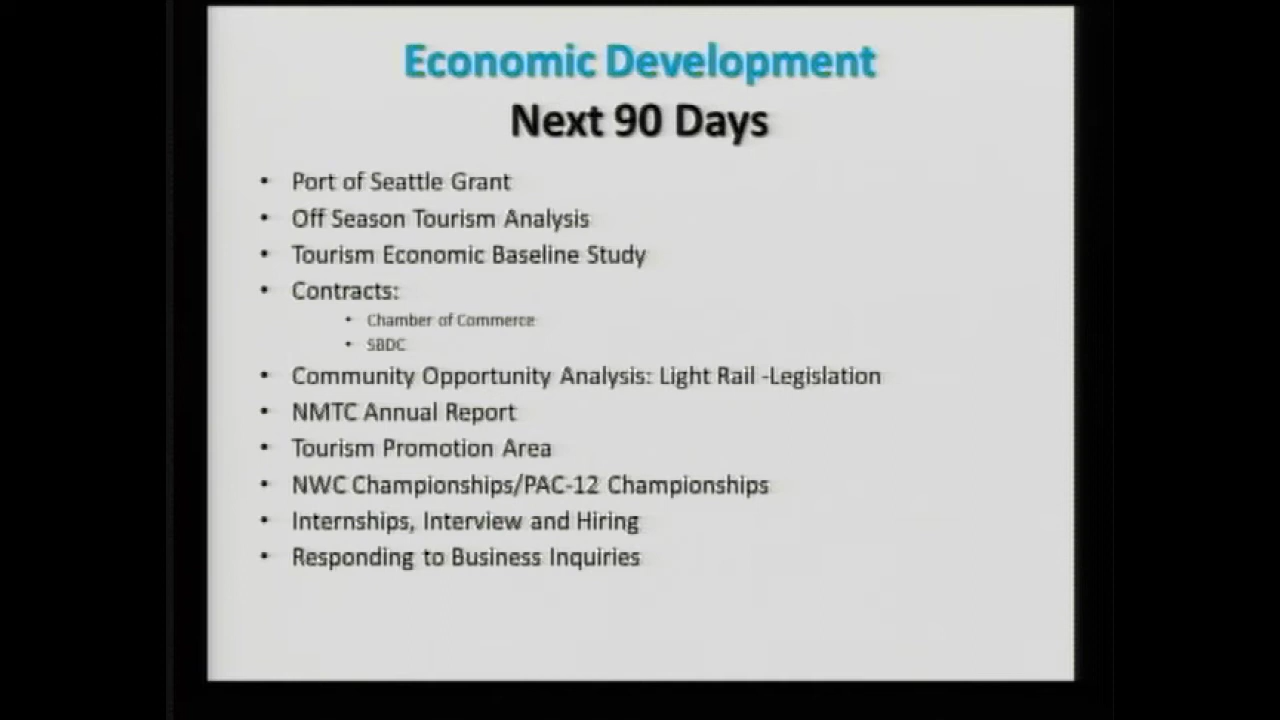 Economic Development
Next 90 Days
• Port of Seattle Grant
• Off Season Tourism Analysis
• Tourism Economic Baseline Study
• Contracts:
• Chamber of Commerce
• SBDC
• Community Opportunity Analysis: Light Rail -Legislation
• NMTC Annual Report
• Tourism Promotion Area
• NWC Championships/PAC-12 Championships
• Internships, Interview and Hiring
• Responding to Business Inquiries